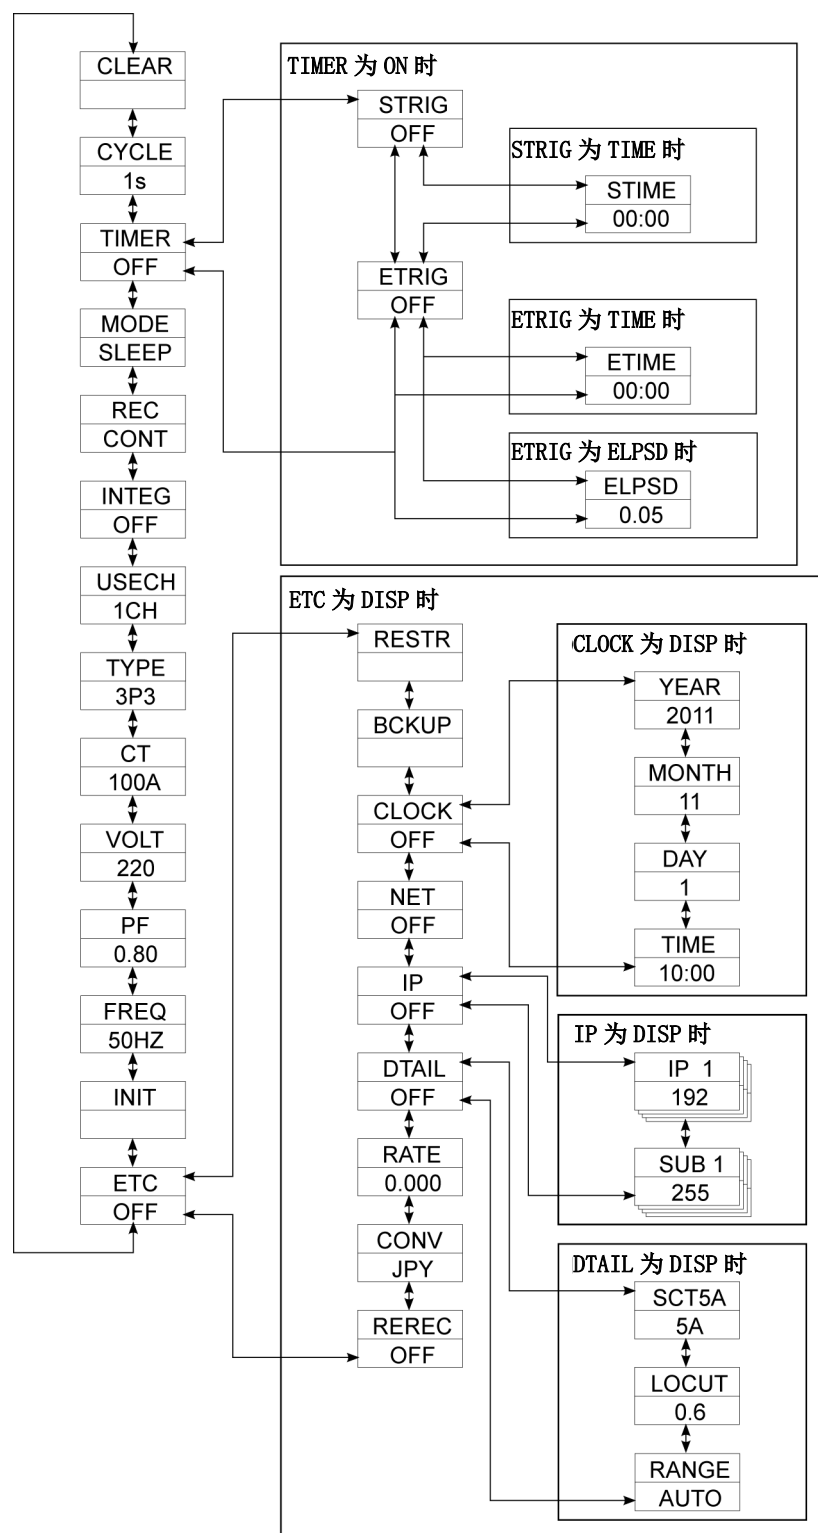 CLEAR
CYCLE
1s
TIMER
OFF
MODE
SLEEP
REC
CONT
INTEG
OFF
USECH
1CH
TYPE
3P3
CT
100A
VOLT
220
PF
0.80
FREQ
50HZ
INIT
ETC
OFF
TIMER 为 ON 时
STRIG
OFF
ETRIG
OFF
STRIG 为 TIME 时
STIME
00:00
ETRIG 为 TIME 时
ETIME
00:00
ETRIG 为 ELPSD 时
ELPSD
0.05
ETC 为 DISP 时
RESTR
BCKUP
CLOCK
OFF
NET
OFF
IP
OFF
DTAIL
OFF
RATE
0.000
CONV
JPY
REREC
OFF
CLOCK 为 DISP 时
YEAR
2011
MONTH
11
DAY
1
TIME
10:00
IP 为 DISP 时
IP 1
192
SUB 1
255
DTAIL 为 DISP 时
SCT5A
5A
LOCUT
0.6
RANGE
AUTO